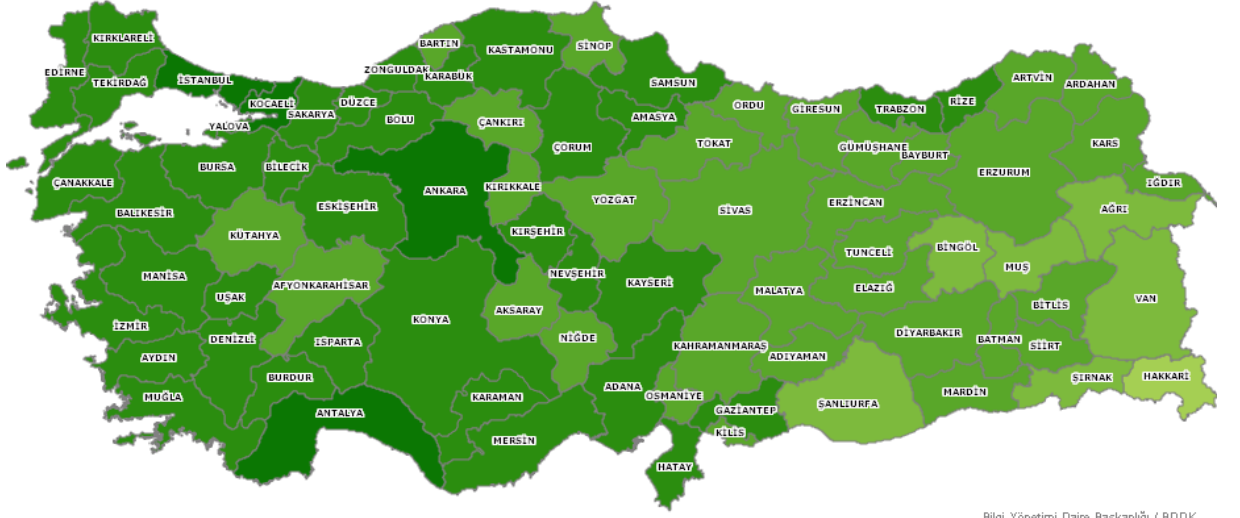 KIRKLARELİ
EDİRNE
TEKİRDAĞ
İSTANBUL
KOCAELİ
YALOVA
SAKARYA
DÜZCE
ZONGULDAK
BARTIN
KARABÜK
KASTAMONU
SİNOP
SAMSUN
BOLU
ÇANKIRI
ÇORUM
AMASYA
ORDU
GİRESUN
TRABZON
RİZE
ARTVİN
ARDAHAN
TOKAT
GÜMÜŞHANE
BAYBURT
ERZURUM
KARS
IĞDIR
ÇANAKKALE
BURSA
BİLECİK
BALIKESİR
ESKİŞEHİR
ANKARA
KIRIKKALE
YOZGAT
SİVAS
ERZİNCAN
AĞRI
KÜTAHYA
KIRŞEHİR
TUNCELİ
BİNGÖL
MUŞ
MANİSA
UŞAK
AFYONKARAHİSAR
NEVŞEHİR
KAYSERİ
MALATYA
ELAZIĞ
BİTLİS
VAN
İZMİR
DENİZLİ
ISPARTA
KONYA
AKSARAY
NİĞDE
KAHRAMANMARAŞ
ADIYAMAN
DİYARBAKIR
BATMAN
SİİRT
AYDIN
BURDUR
MUĞLA
ANTALYA
KARAMAN
MERSİN
ADANA
OSMANİYE
GAZİANTEP
KİLİS
ŞANLIURFA
MARDİN
ŞIRNAK
HAKKARİ
HATAY
Bilgi Yönetimi Daire Başkanlığı / BDDK